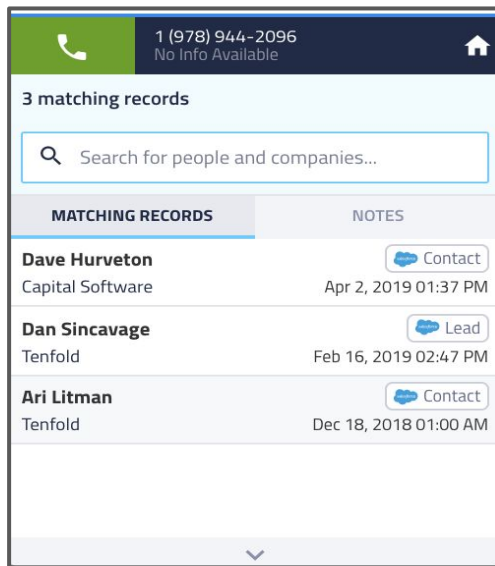 1 (978) 944-2096
No Info Available
3 matching records
Search for people and companies...
MATCHING RECORDS NOTES
Dave Hurveton Contact
Capital Software Apr 2, 2019 01:37 PM
Dan Sincavage Lead
Tenfold Feb 16, 2019 02:47 PM
Ari Litman Contact
Tenfold Dec 18, 2018 01:00 AM